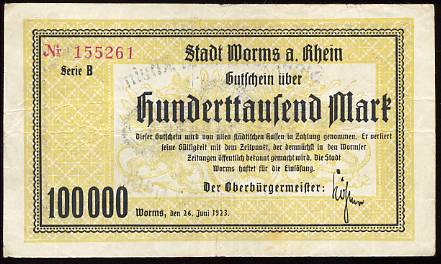 Nr 155261
Stadt Worms a. Rhein
Serie B
Gutschein über
Hunderttausend Mark
Dieser Gutschein wird von allen städtischen Kassen in Zahlung genommen. Er verliert
seine Gültigkeit mit dem Zeitpunkt, der demnächst in den Wormser
Zeitungen öffentlich bekannt gemacht wird. Die Stadt
Worms haftet für die Einlösung.
Der Oberbürgermeister:
100000
Worms, den 26. Juni 1923.